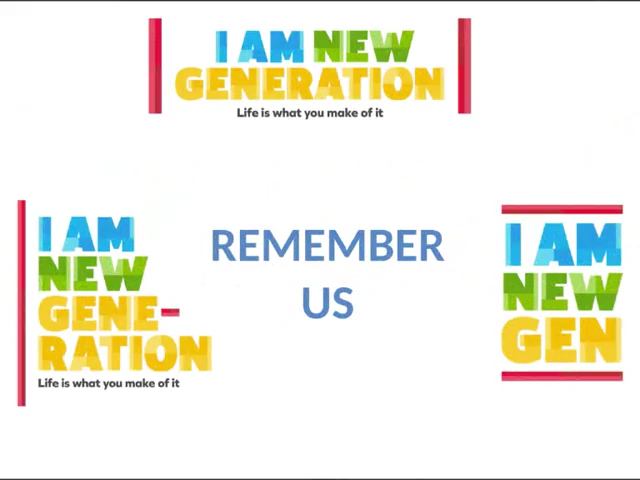 I AM NEW
GENERATION
Life is what you make of it
I AM
NEW
GENE-
RATION
Life is what you make of it
REMEMBER
US
I AM
NEW
GEN